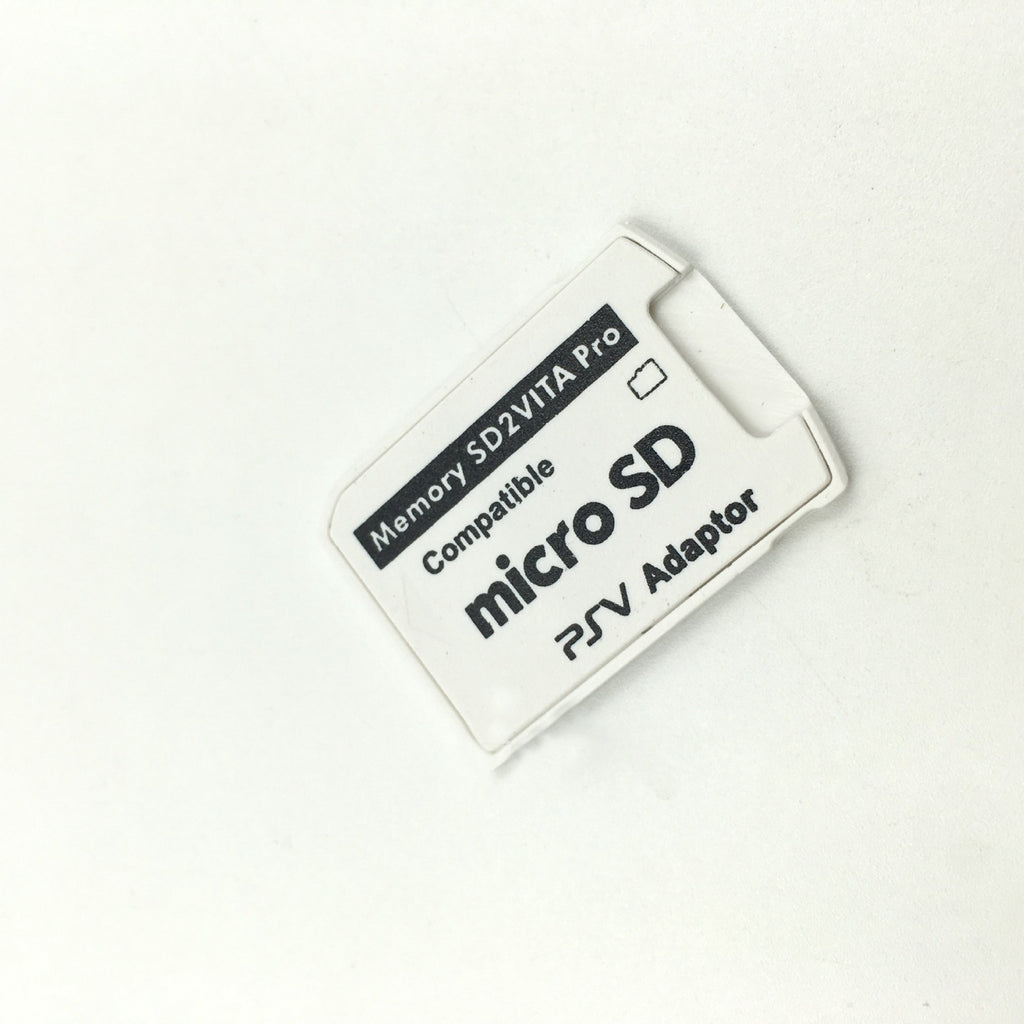 Memory SD2VITA Pro
Compatible
micro SD
PSV Adaptor